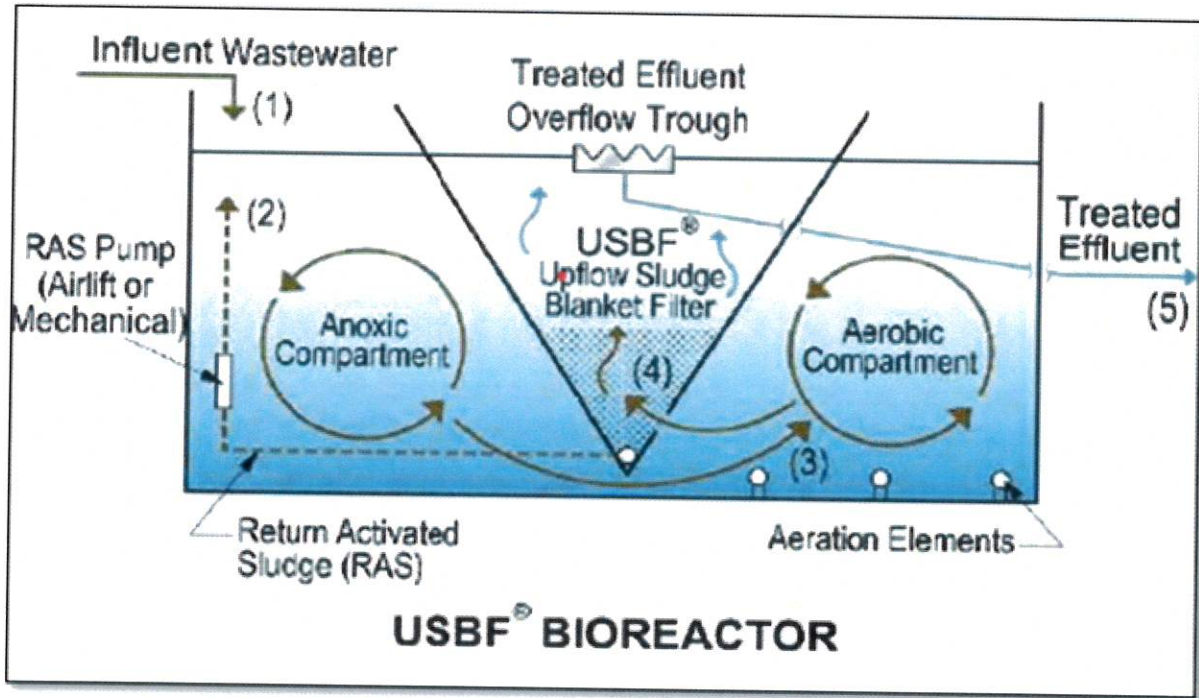 Influent Wastewater
(1)
Treated Effluent
Overflow Trough
(2)
RAS Pump
(Airlift or
Mechanical)
Anoxic
Compartment
USBF®
Upflow Sludge
Blanket Filter
(4)
Aerobic
Compartment
Treated
Effluent
(5)
(3)
Return Activated
Sludge (RAS)
Aeration Elements
USBF® BIOREACTOR